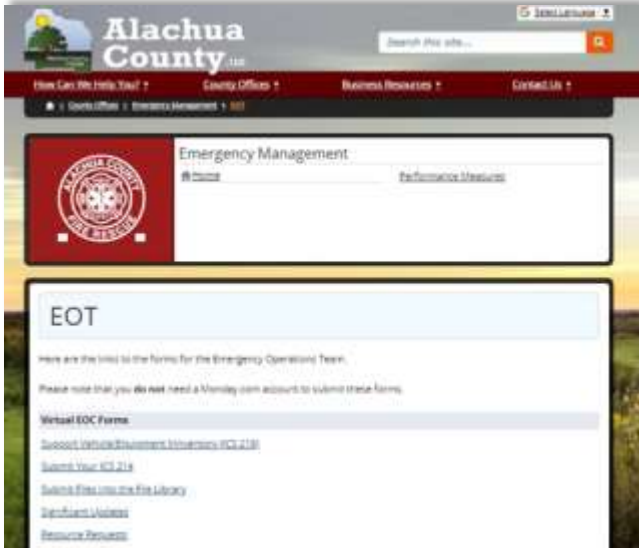 Select Language
Alachua
County .US
Search this site...
How Can We Help You?
County Offices
Business Resources
Contact Us
County Offices
Emergency Management
EOT
ALACHUA COUNTY
FIRE RESCUE
Emergency Management
Home
Performance Measures
EOT
Here are the links to the forms for the Emergency Operations Team.
Please note that you do not need a Monday.com account to submit these forms.
Virtual EOC Forms
Support Vehicle/Equipment Inventory (ICS 218)
Submit Your ICS 214
Submit Files into the File Library
Significant Updates
Resource Requests